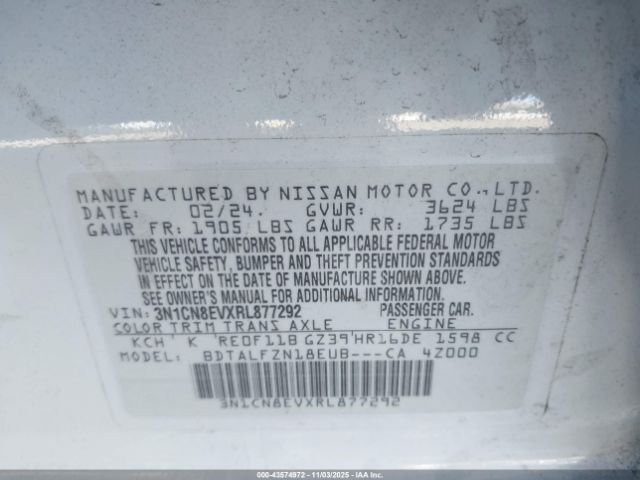 MANUFACTURED BY NISSAN MOTOR CO., LTD.
DATE: 02/24. GVWR: 3624 LBS
GAWR FR: 1905 LBS GAWR RR: 1735 LBS
THIS VEHICLE CONFORMS TO ALL APPLICABLE FEDERAL MOTOR
VEHICLE SAFETY, BUMPER AND THEFT PREVENTION STANDARDS
IN EFFECT ON THE DATE OF MANUFACTURE SHOWN ABOVE.
SEE OWNER'S MANUAL FOR ADDITIONAL INFORMATION.
VIN: 3N1CN8EVXRL877292 PASSENGER CAR.
COLOR TRIM TRANS AXLE ENGINE
KCH' K 'RE0F11B GZ39'HR16DE 1598 CC
MODEL: BDTALFZN18EUB---CA 4Z000
3N1CN8EVXRL877292
000-43574972 - 11/03/2025 - IAAI.COM